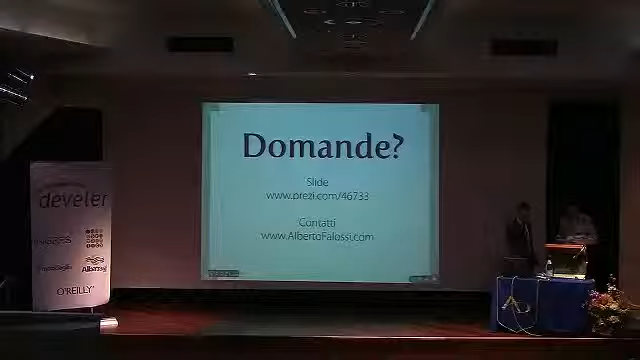 Domande?
Slide
www.prezi.com/46733
Contatti
www.AlbertoFalossi.com
develer
O'REILLY